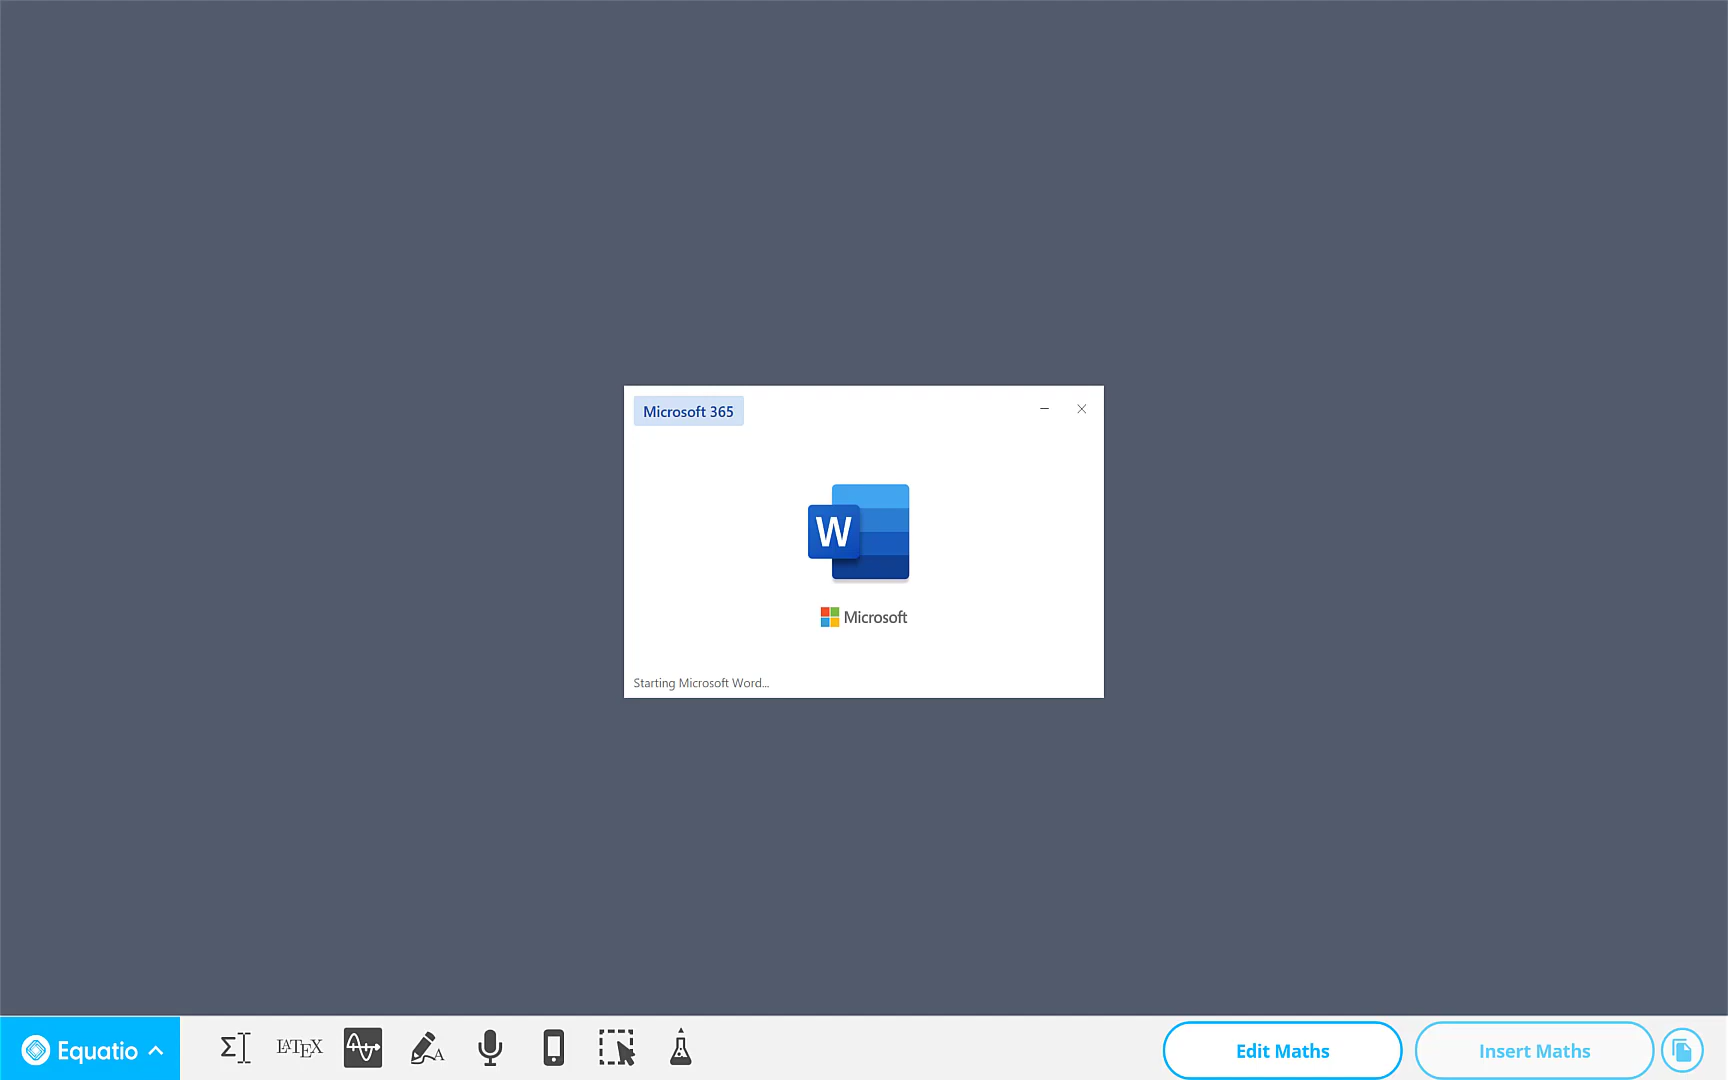 Microsoft 365
W
Microsoft
Starting Microsoft Word...
Equatio
Σ
LATEX
A
Edit Maths
Insert Maths